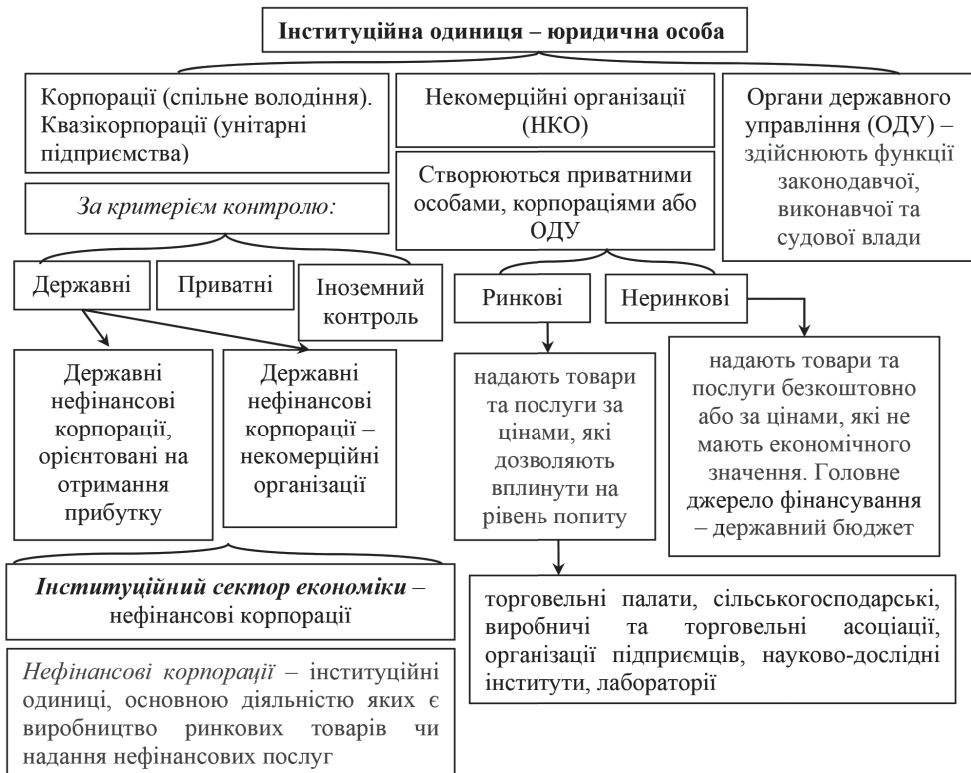 Інституційна одиниця – юридична особа
Корпорації (спільне володіння).
Квазікорпорації (унітарні
підприємства)
Некомерційні організації
(НКО)
Органи державного
управління (ОДУ) –
здійснюють функції
законодавчої,
виконавчої та
судової влади
За критерієм контролю:
Створюються приватними
особами, корпораціями або
ОДУ
Державні
Приватні
Іноземний
контроль
Ринкові
Неринкові
Державні
нефінансові
корпорації,
орієнтовані на
отримання
прибутку
Державні
нефінансові
корпорації –
некомерційні
організації
надають товари
та послуги за
цінами, які
дозволяють
вплинути на
рівень попиту
надають товари та
послуги безкоштовно
або за цінами, які не
мають економічного
значення. Головне
джерело фінансування
– державний бюджет
Інституційний сектор економіки –
нефінансові корпорації
торговельні палати, сільськогосподарські,
виробничі та торговельні асоціації,
організації підприємців, науково-дослідні
інститути, лабораторії
Нефінансові корпорації – інституційні
одиниці, основною діяльністю яких є
виробництво ринкових товарів чи
надання нефінансових послуг